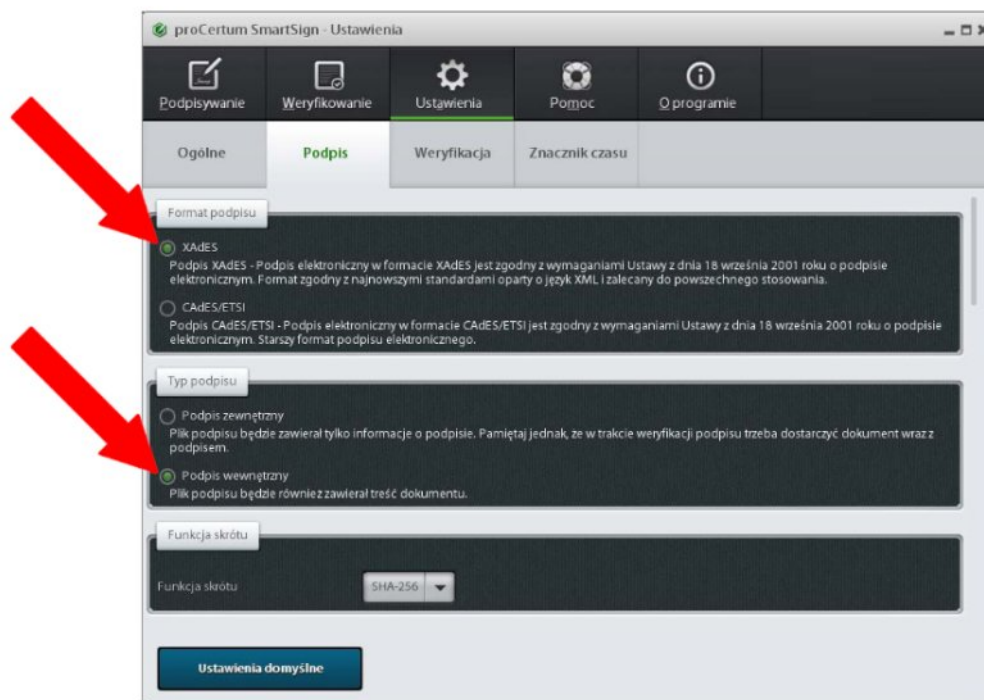 proCertum SmartSign - Ustawienia
Podpisywanie Weryfikowanie Ustawienia Pomoc O programie
Ogólne Podpis Weryfikacja Znacznik czasu
Format podpisu
XAdES
Podpis XAdES - Podpis elektroniczny w formacie XAdES jest zgodny z wymaganiami Ustawy z dnia 18 września 2001 roku o podpisie
elektronicznym. Format zgodny z najnowszymi standardami oparty o język XML i zalecany do powszechnego stosowania.
CAdES/ETSI
Podpis CAdES/ETSI - Podpis elektroniczny w formacie CAdES/ETSI jest zgodny z wymaganiami Ustawy z dnia 18 września 2001 roku o podpisie
elektronicznym. Starszy format podpisu elektronicznego.
Typ podpisu
Podpis zewnętrzny
Plik podpisu będzie zawierał tylko informacje o podpisie. Pamiętaj jednak, że w trakcie weryfikacji podpisu trzeba dostarczyć dokument wraz z
podpisem.
Podpis wewnętrzny
Plik podpisu będzie również zawierał treść dokumentu.
Funkcja skrótu
Funkcja skrótu SHA-256
Ustawienia domyślne